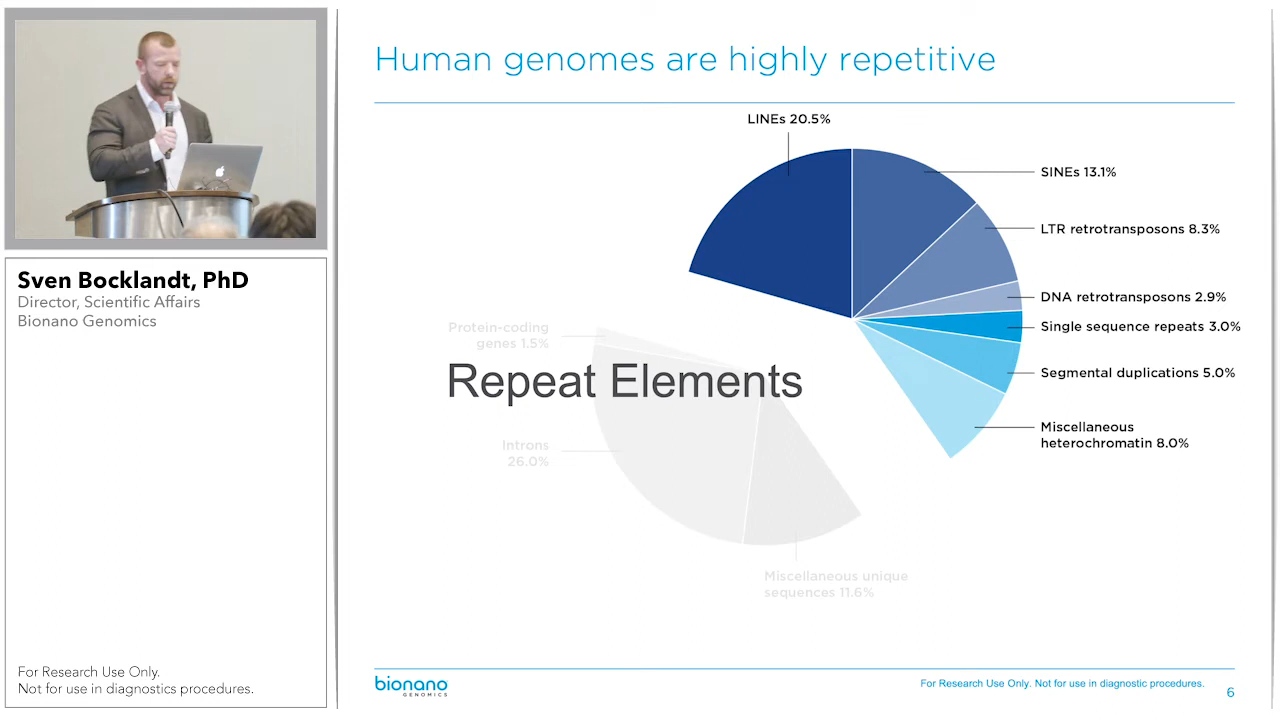 Sven Bocklandt, PhD
Director, Scientific Affairs
Bionano Genomics
For Research Use Only.
Not for use in diagnostics procedures.
Human genomes are highly repetitive
LINEs 20.5%
SINEs 13.1%
LTR retrotransposons 8.3%
DNA retrotransposons 2.9%
Single sequence repeats 3.0%
Segmental duplications 5.0%
Miscellaneous
heterochromatin 8.0%
Protein-coding
genes 1.5%
Repeat Elements
Introns
26.0%
Miscellaneous unique
sequences 11.6%
bionano
GENOMICS
For Research Use Only. Not for use in diagnostic procedures.
6